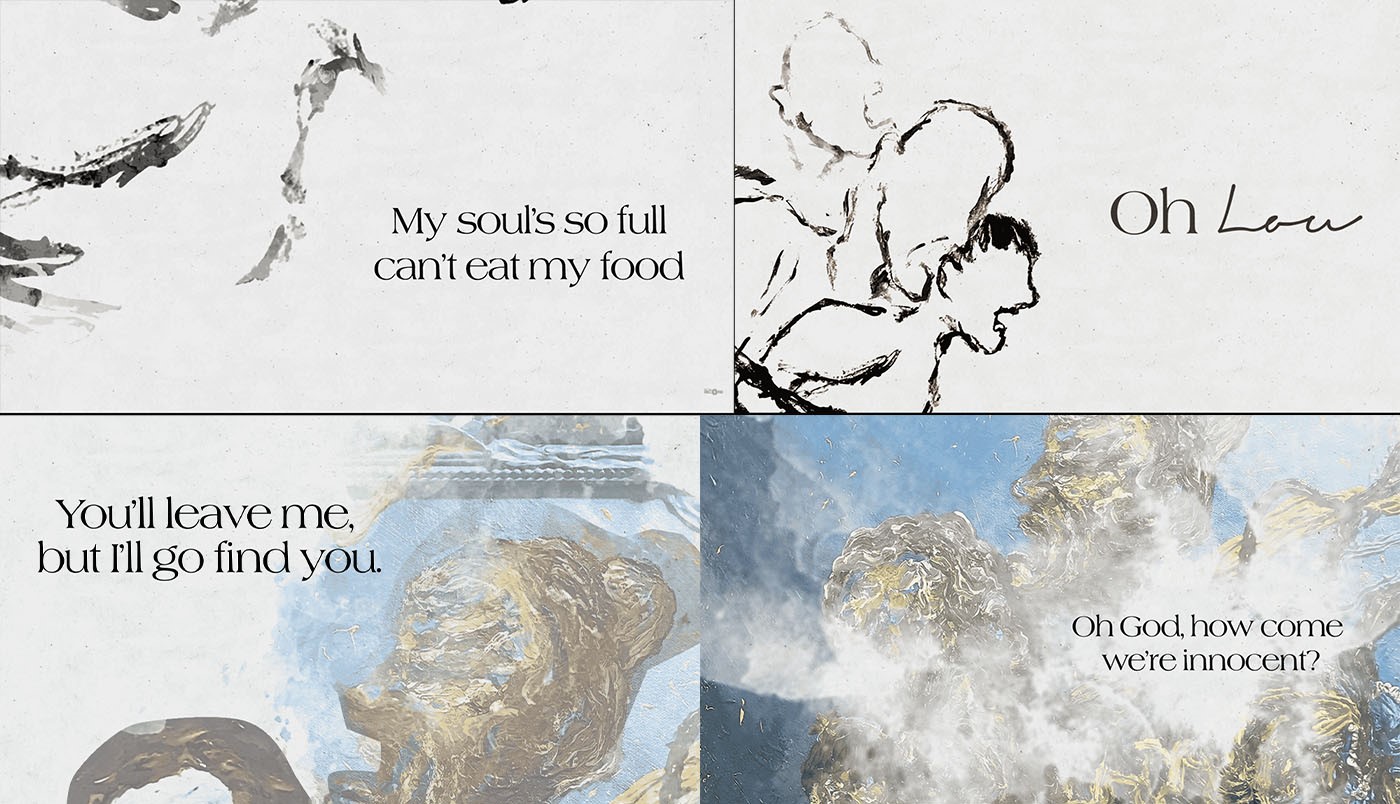 My soul's so full
can't eat my food
Oh Low
You'll leave me,
but I'll go find you.
Oh God, how come
we're innocent?